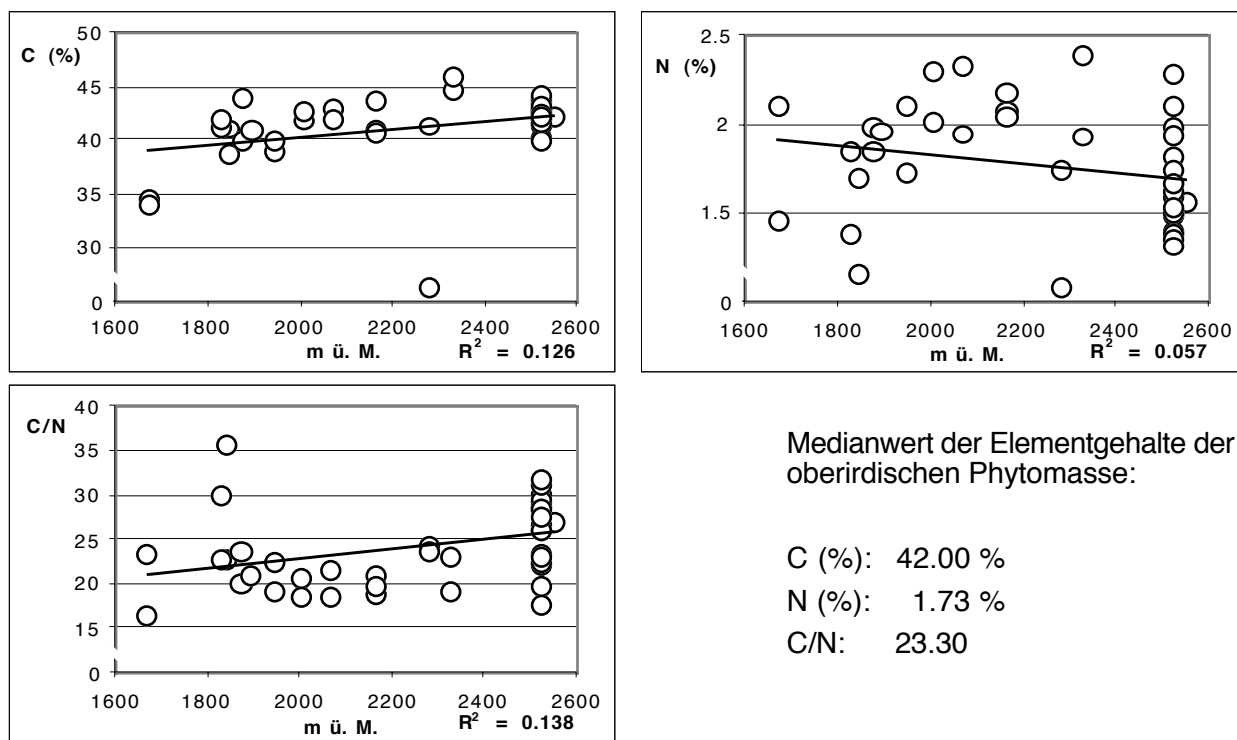 50
C (%)
45
40
35
30
0
1600 1800 2000 2200 2400 2600
m ü. M. R² = 0.126
2.5
N (%)
2
1.5
0
1600 1800 2000 2200 2400 2600
m ü. M. R² = 0.057
40
C/N
35
30
25
20
15
0
1600 1800 2000 2200 2400 2600
m ü. M. R² = 0.138
Medianwert der Elementgehalte der
oberirdischen Phytomasse:
C (%): 42.00 %
N (%): 1.73 %
C/N: 23.30